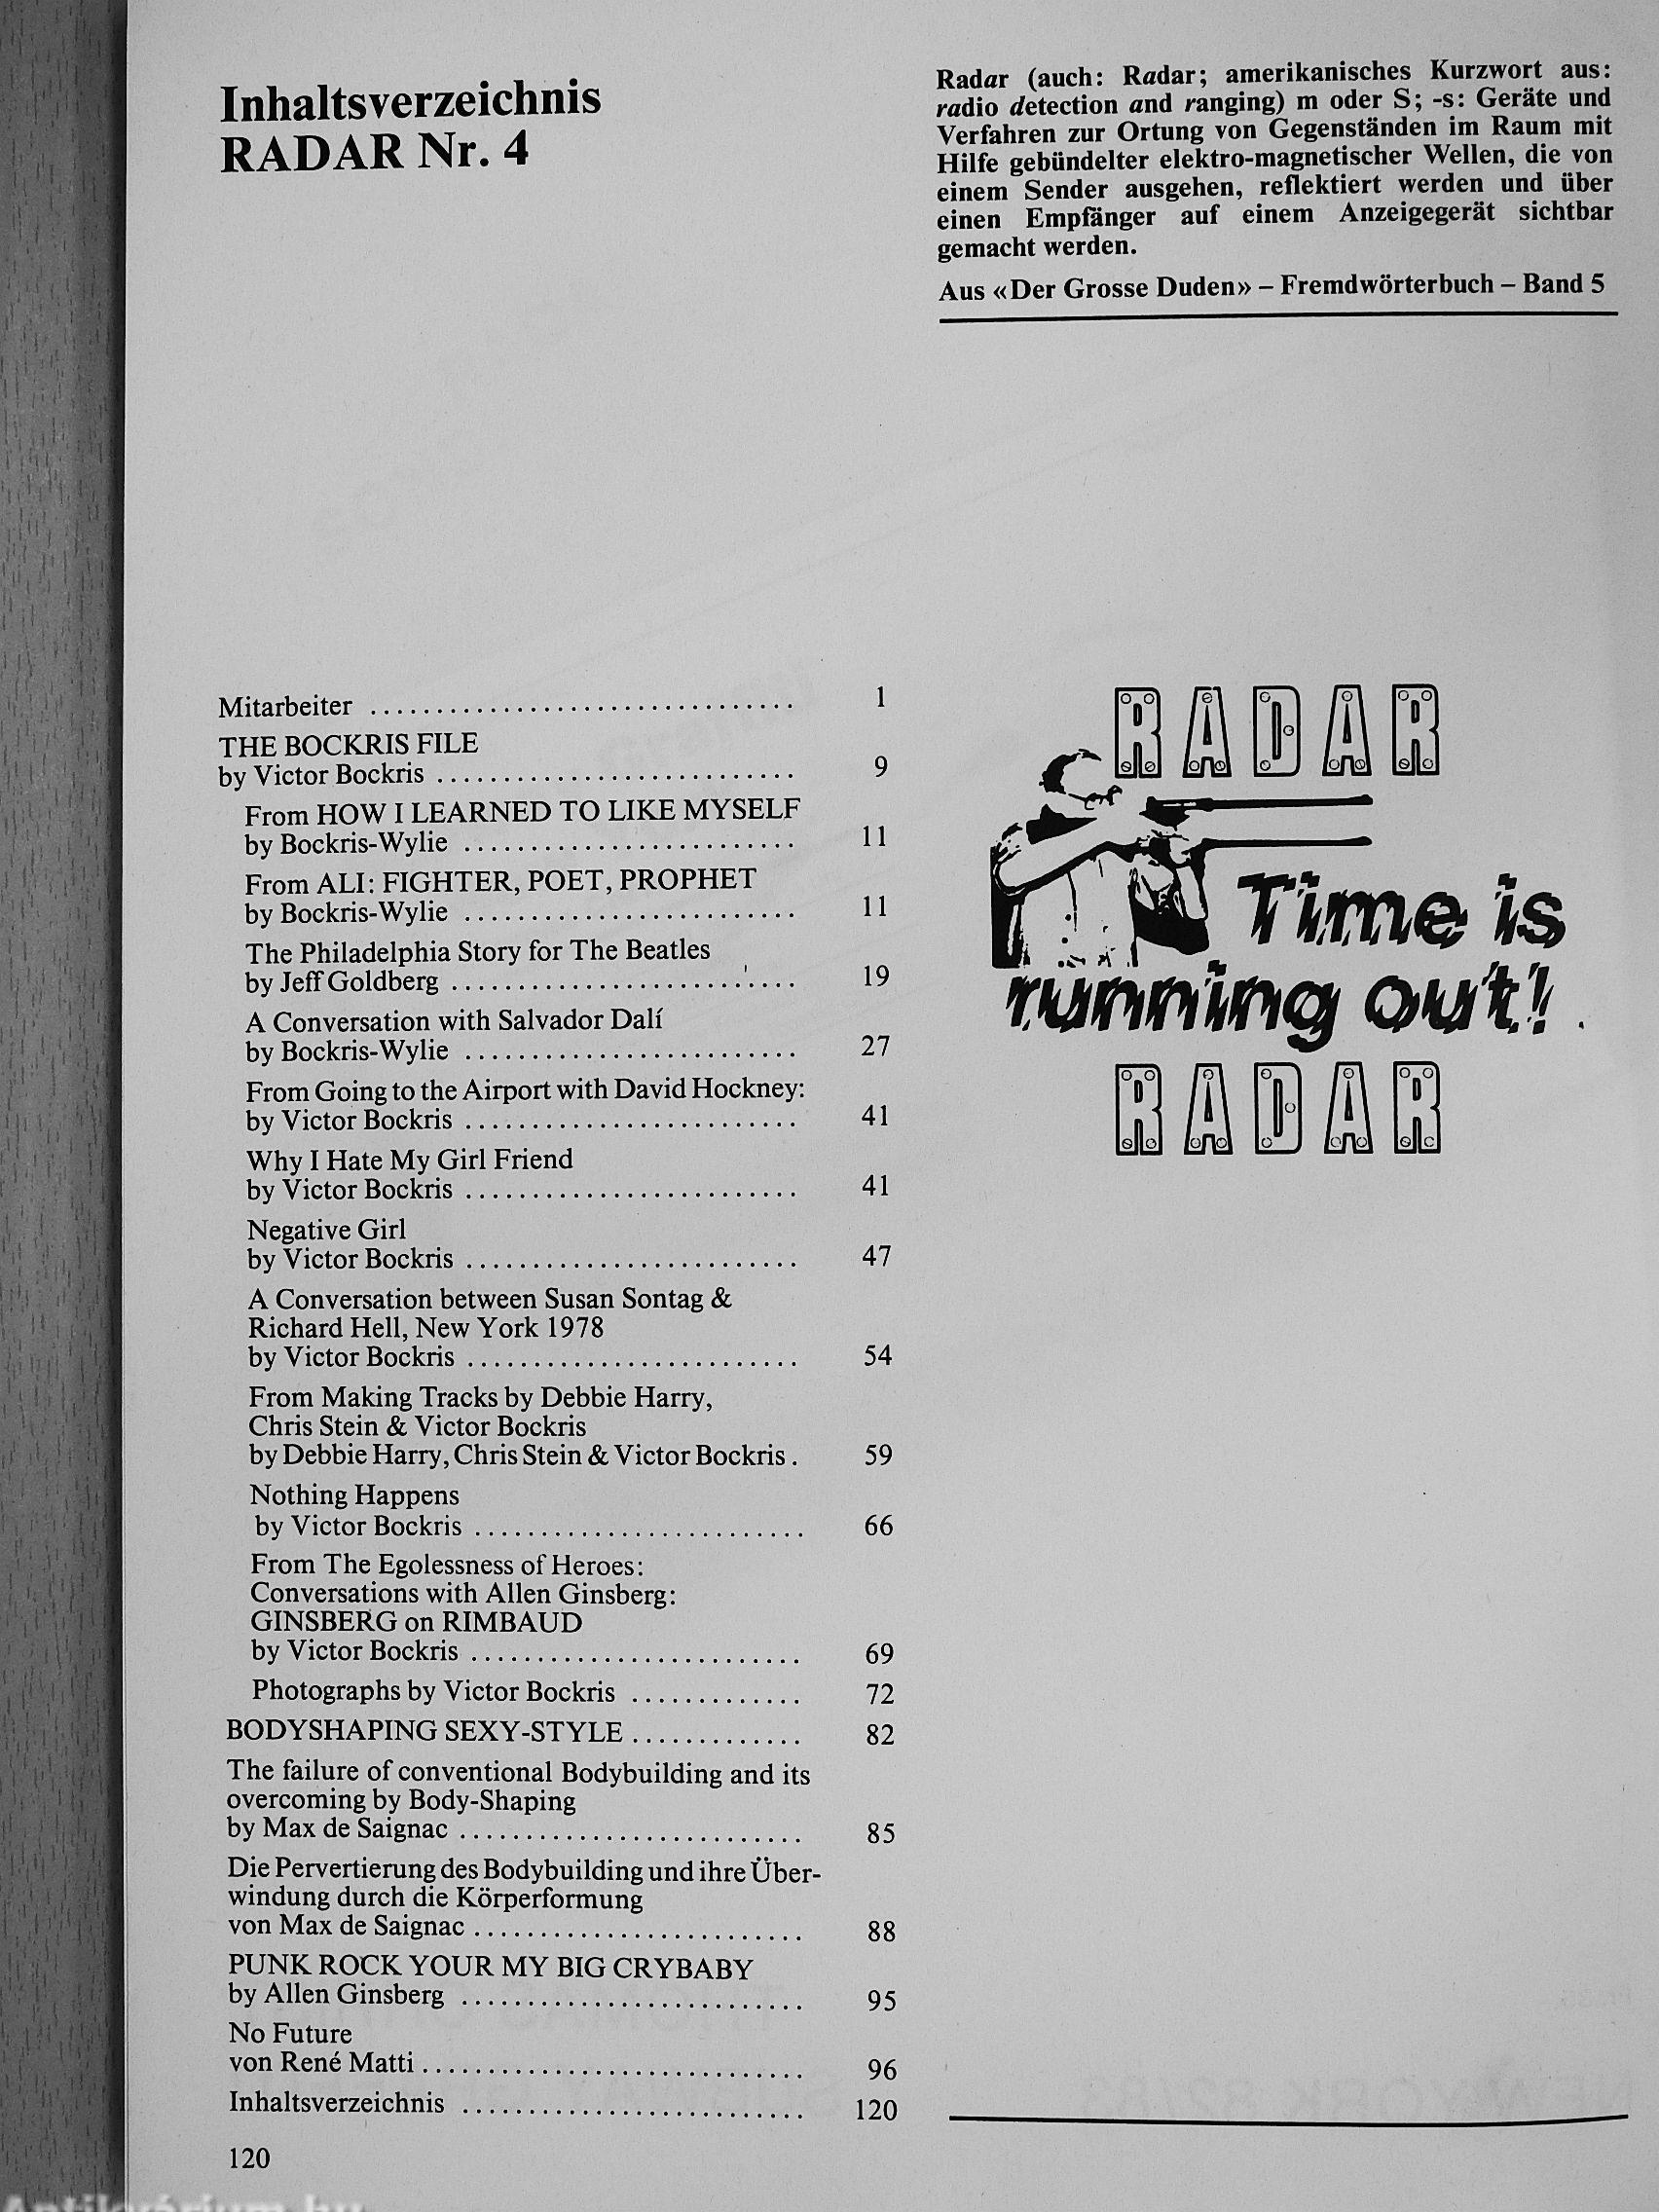 Inhaltsverzeichnis
RADAR Nr. 4
Radar (auch: Radar; amerikanisches Kurzwort aus:
radio detection and ranging) m oder S; -s: Geräte und
Verfahren zur Ortung von Gegenständen im Raum mit
Hilfe gebündelter elektro-magnetischer Wellen, die von
einem Sender ausgehen, reflektiert werden und über
einen Empfänger auf einem Anzeigegerät sichtbar
gemacht werden.
Aus «Der Grosse Duden» – Fremdwörterbuch – Band 5
Mitarbeiter .................................. 1
THE BOCKRIS FILE
by Victor Bockris ............................ 9
From HOW I LEARNED TO LIKE MYSELF
by Bockris-Wylie .......................... 11
From ALI: FIGHTER, POET, PROPHET
by Bockris-Wylie .......................... 11
The Philadelphia Story for The Beatles
by Jeff Goldberg ........................... 19
A Conversation with Salvador Dalí
by Bockris-Wylie .......................... 27
From Going to the Airport with David Hockney:
by Victor Bockris .......................... 41
Why I Hate My Girl Friend
by Victor Bockris .......................... 41
Negative Girl
by Victor Bockris .......................... 47
A Conversation between Susan Sontag &
Richard Hell, New York 1978
by Victor Bockris .......................... 54
From Making Tracks by Debbie Harry,
Chris Stein & Victor Bockris
by Debbie Harry, Chris Stein & Victor Bockris . 59
Nothing Happens
by Victor Bockris .......................... 66
From The Egolessness of Heroes:
Conversations with Allen Ginsberg:
GINSBERG on RIMBAUD
by Victor Bockris .......................... 69
Photographs by Victor Bockris ............. 72
BODYSHAPING SEXY-STYLE ............. 82
The failure of conventional Bodybuilding and its
overcoming by Body-Shaping
by Max de Saignac .......................... 85
Die Pervertierung des Bodybuilding und ihre Über-
windung durch die Körperformung
von Max de Saignac .......................... 88
PUNK ROCK YOUR MY BIG CRYBABY
by Allen Ginsberg .......................... 95
No Future
von René Matti ............................. 96
Inhaltsverzeichnis .......................... 120
120
RADAR
Time is
running out!
RADAR
Antikvárium.hu